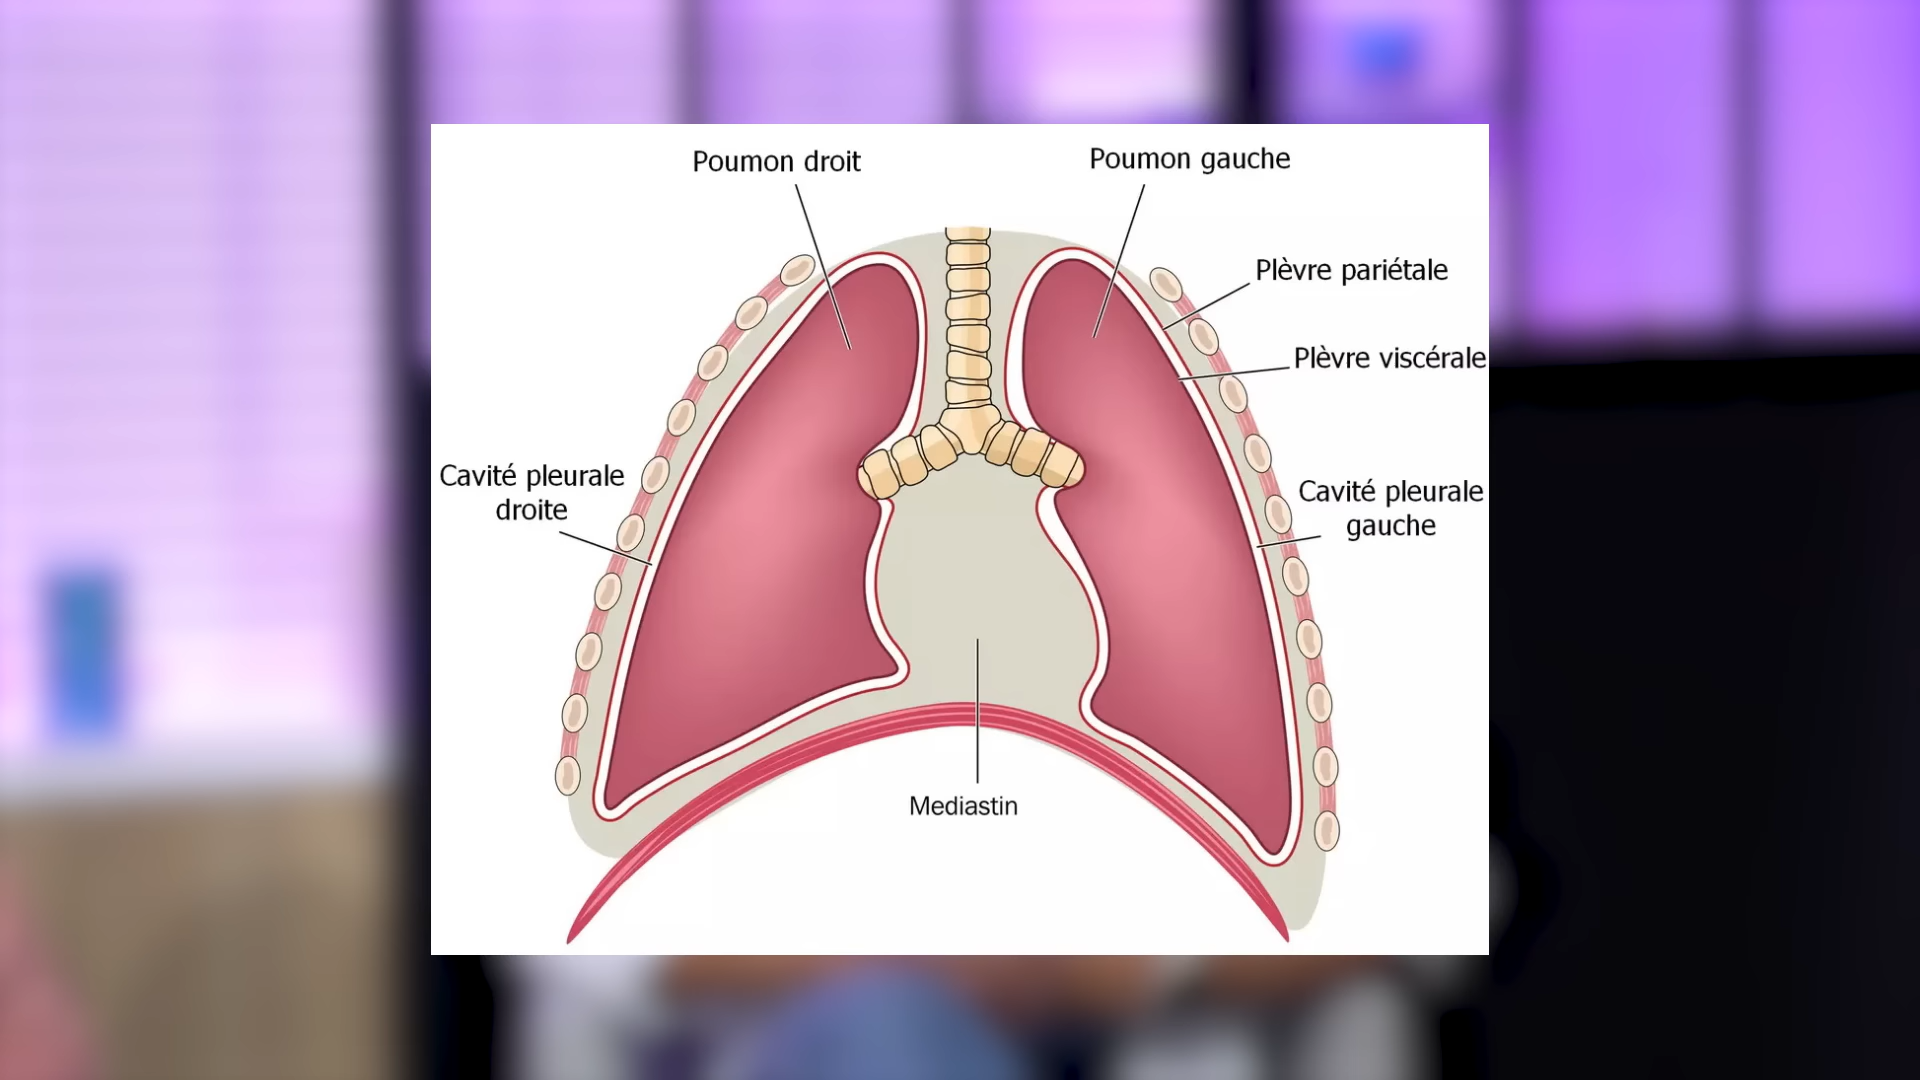 Poumon droit
Poumon gauche
Plèvre pariétale
Plèvre viscérale
Cavité pleurale
droite
Cavité pleurale
gauche
Mediastin